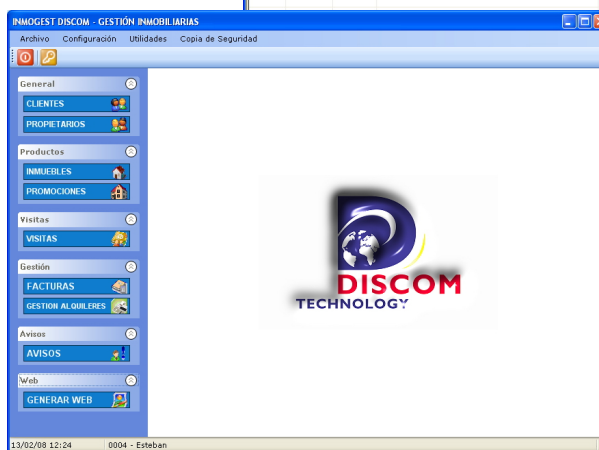 INMOGEST DISCOM - GESTIÓN INMOBILIARIAS
Archivo Configuración Utilidades Copia de Seguridad
General
CLIENTES
PROPIETARIOS
Productos
INMUEBLES
PROMOCIONES
Visitas
VISITAS
Gestión
FACTURAS
GESTION ALQUILERES
Avisos
AVISOS
Web
GENERAR WEB
DISCOM
TECHNOLOGY
13/02/08 12:24 0004 - Esteban